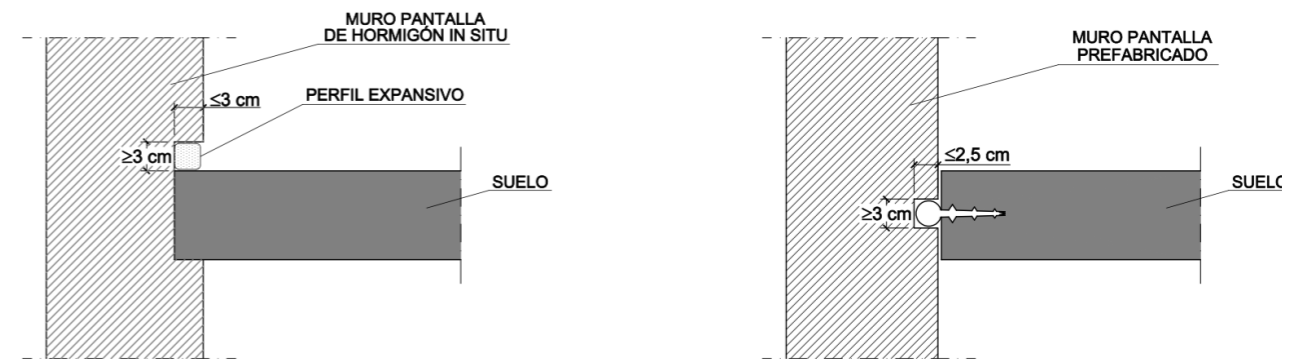 MURO PANTALLA
DE HORMIGÓN IN SITU
≤3 cm
PERFIL EXPANSIVO
≥3 cm
SUELO
MURO PANTALLA
PREFABRICADO
≤2,5 cm
≥3 cm
SUELO